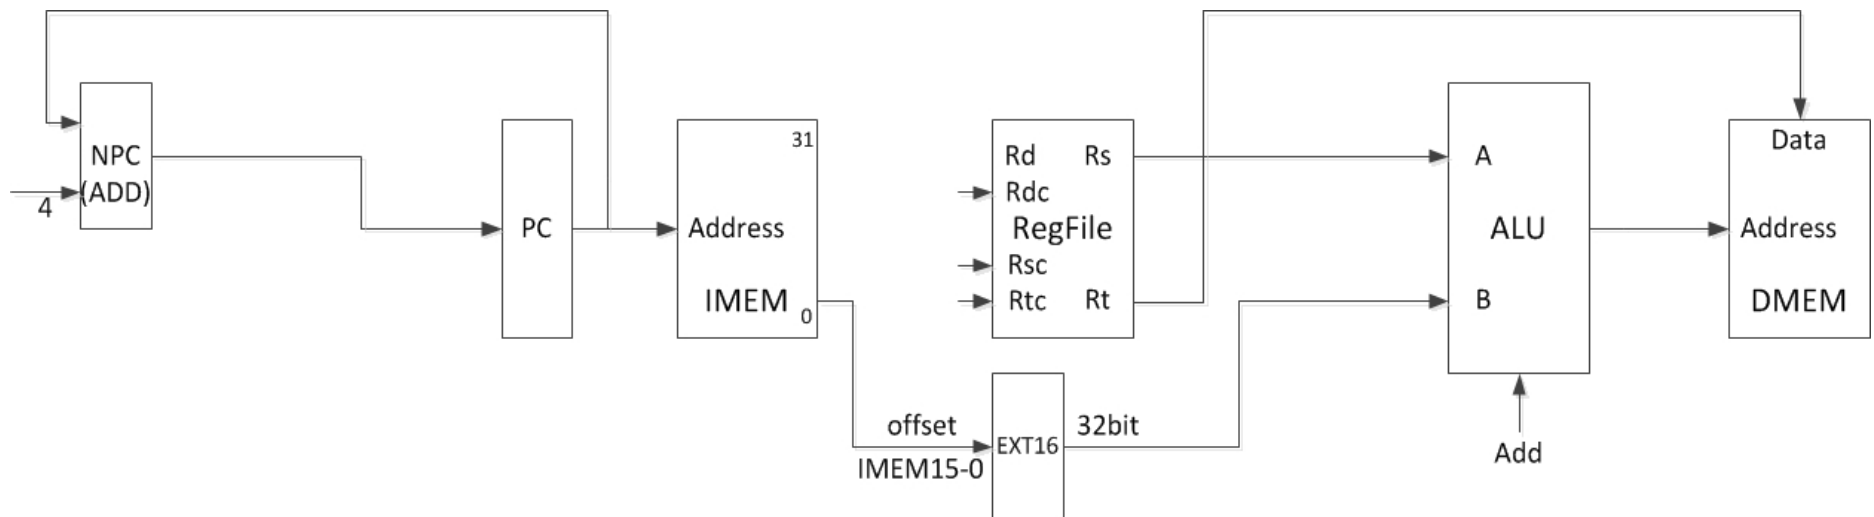 NPC
(ADD)
4
PC
31
Address
IMEM
0
Rd Rs
Rdc
RegFile
Rsc
Rtc Rt
offset
IMEM15-0
EXT16
32bit
A
ALU
B
Add
Data
Address
DMEM